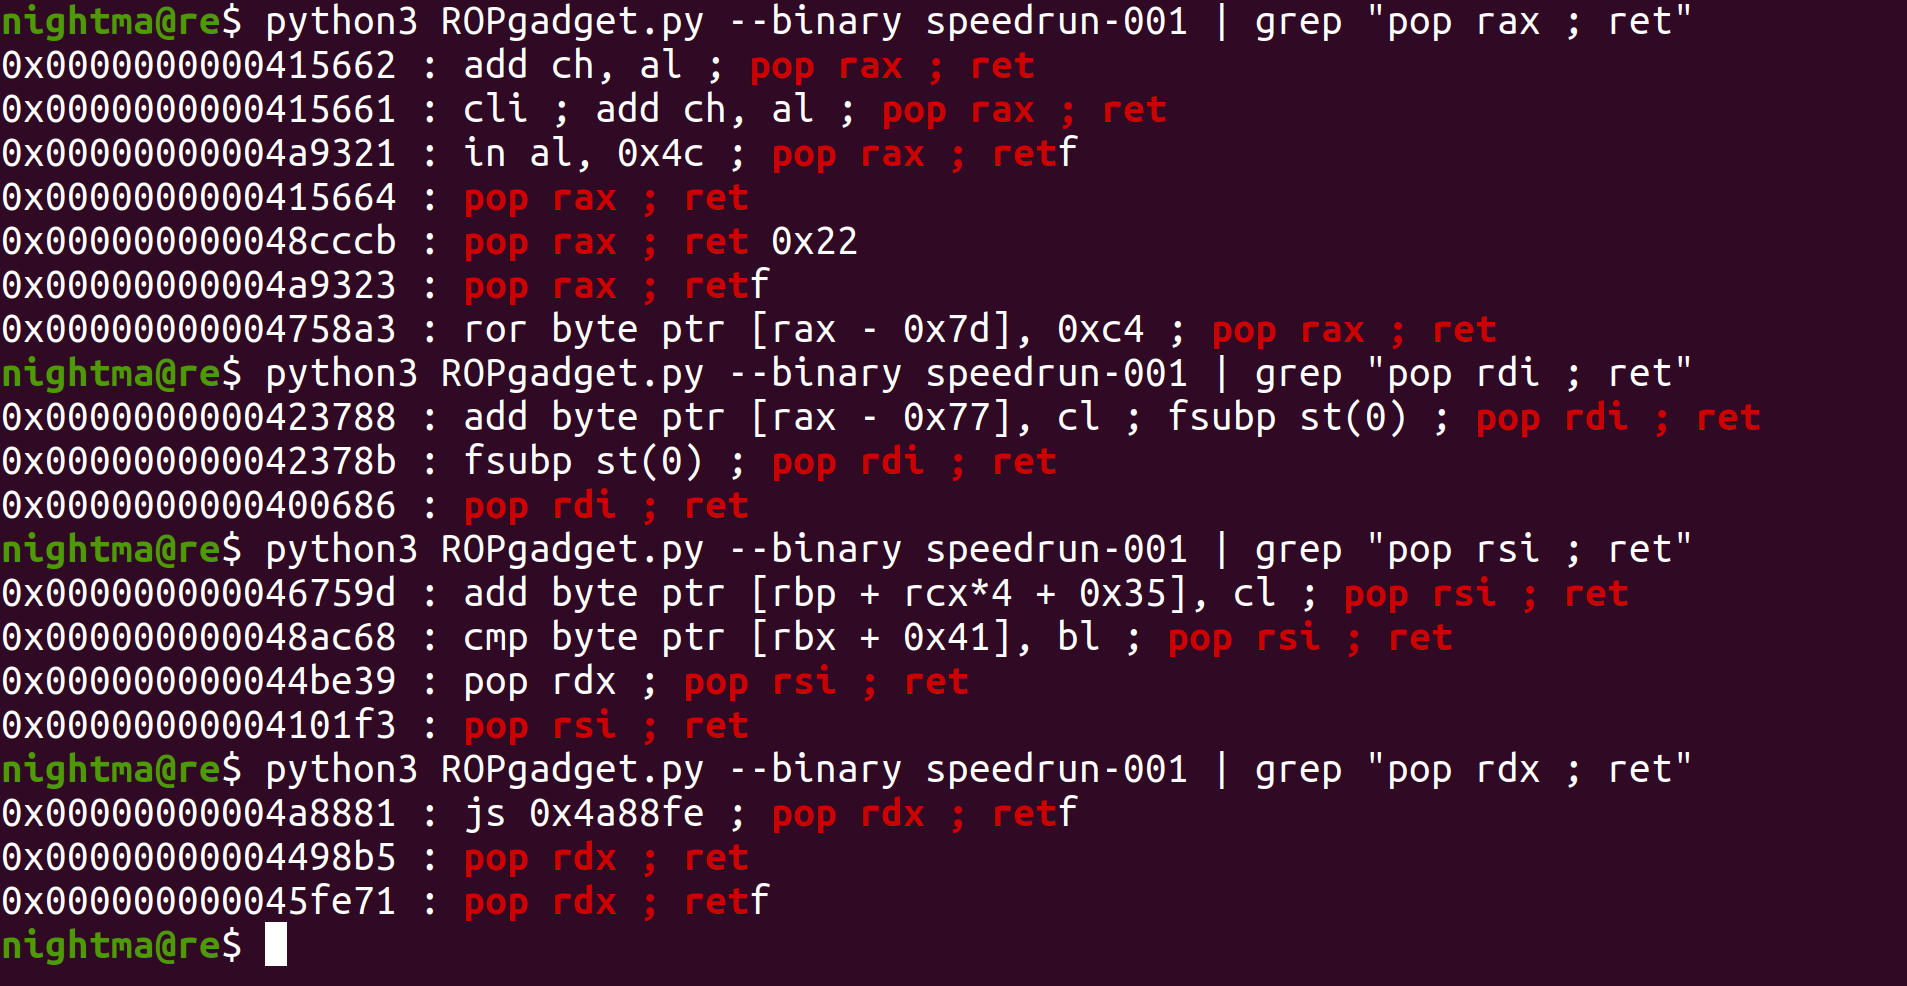 nightma@re$ python3 ROPgadget.py --binary speedrun-001 | grep "pop rax ; ret"
0x0000000000415662 : add ch, al ; pop rax ; ret
0x0000000000415661 : cli ; add ch, al ; pop rax ; ret
0x00000000004a9321 : in al, 0x4c ; pop rax ; retf
0x0000000000415664 : pop rax ; ret
0x000000000048cccb : pop rax ; ret 0x22
0x00000000004a9323 : pop rax ; retf
0x00000000004758a3 : ror byte ptr [rax - 0x7d], 0xc4 ; pop rax ; ret
nightma@re$ python3 ROPgadget.py --binary speedrun-001 | grep "pop rdi ; ret"
0x0000000000423788 : add byte ptr [rax - 0x77], cl ; fsubp st(0) ; pop rdi ; ret
0x000000000042378b : fsubp st(0) ; pop rdi ; ret
0x0000000000400686 : pop rdi ; ret
nightma@re$ python3 ROPgadget.py --binary speedrun-001 | grep "pop rsi ; ret"
0x000000000046759d : add byte ptr [rbp + rcx*4 + 0x35], cl ; pop rsi ; ret
0x000000000048ac68 : cmp byte ptr [rbx + 0x41], bl ; pop rsi ; ret
0x000000000044be39 : pop rdx ; pop rsi ; ret
0x00000000004101f3 : pop rsi ; ret
nightma@re$ python3 ROPgadget.py --binary speedrun-001 | grep "pop rdx ; ret"
0x00000000004a8881 : js 0x4a88fe ; pop rdx ; retf
0x00000000004498b5 : pop rdx ; ret
0x000000000045fe71 : pop rdx ; retf
nightma@re$